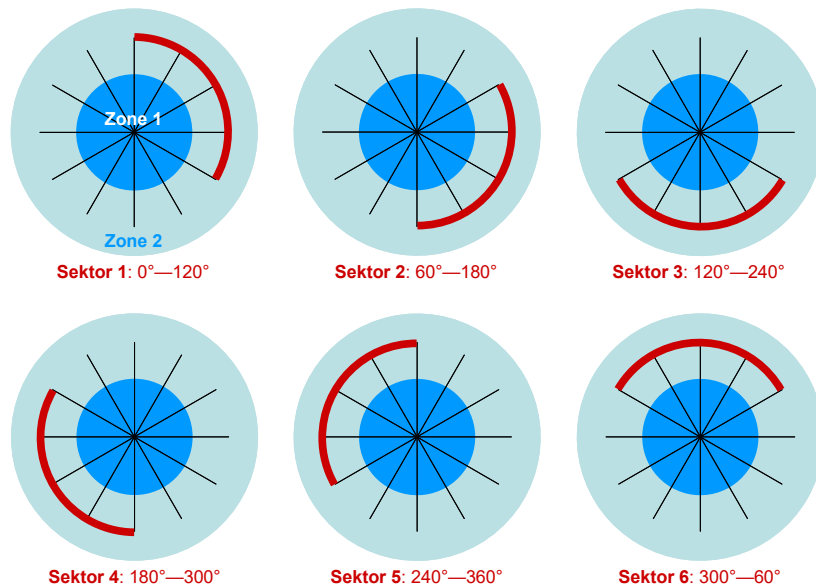 Zone 1
Zone 2
Sektor 1: 0°—120°
Sektor 2: 60°—180°
Sektor 3: 120°—240°
Sektor 4: 180°—300°
Sektor 5: 240°—360°
Sektor 6: 300°—60°